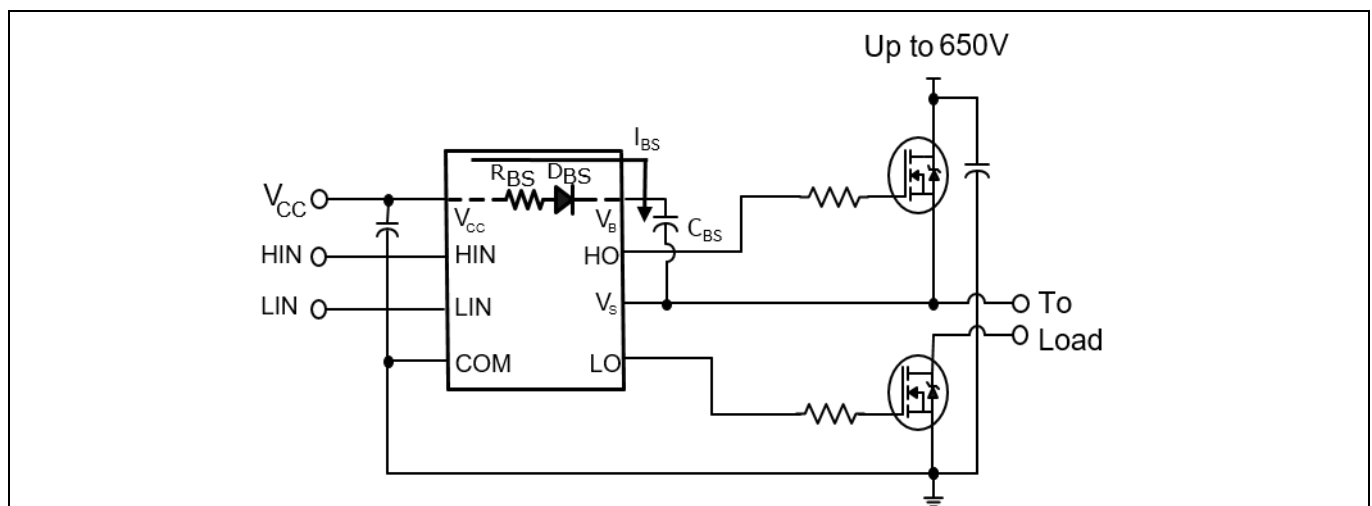 Up to 650V
I_BS
R_BS D_BS
V_CC
V_CC V_B
C_BS
HIN HIN HO
LIN LIN V_S
To
Load
COM LO